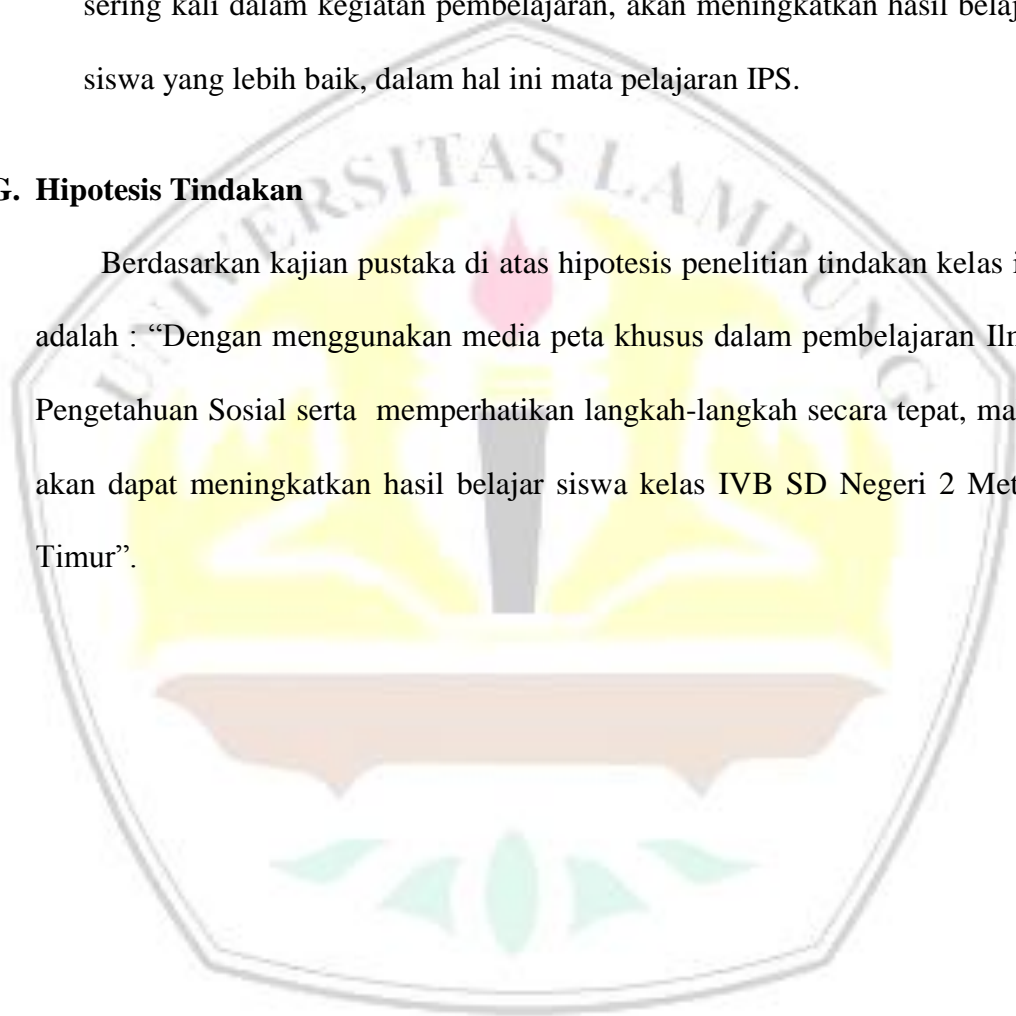 sering kali dalam kegiatan pembelajaran, akan meningkatkan hasil belaj
siswa yang lebih baik, dalam hal ini mata pelajaran IPS.
G. Hipotesis Tindakan
Berdasarkan kajian pustaka di atas hipotesis penelitian tindakan kelas i
adalah : “Dengan menggunakan media peta khusus dalam pembelajaran Iln
Pengetahuan Sosial serta memperhatikan langkah-langkah secara tepat, ma
akan dapat meningkatkan hasil belajar siswa kelas IVB SD Negeri 2 Met
Timur”.
UNIVERSITAS LAMPUNG